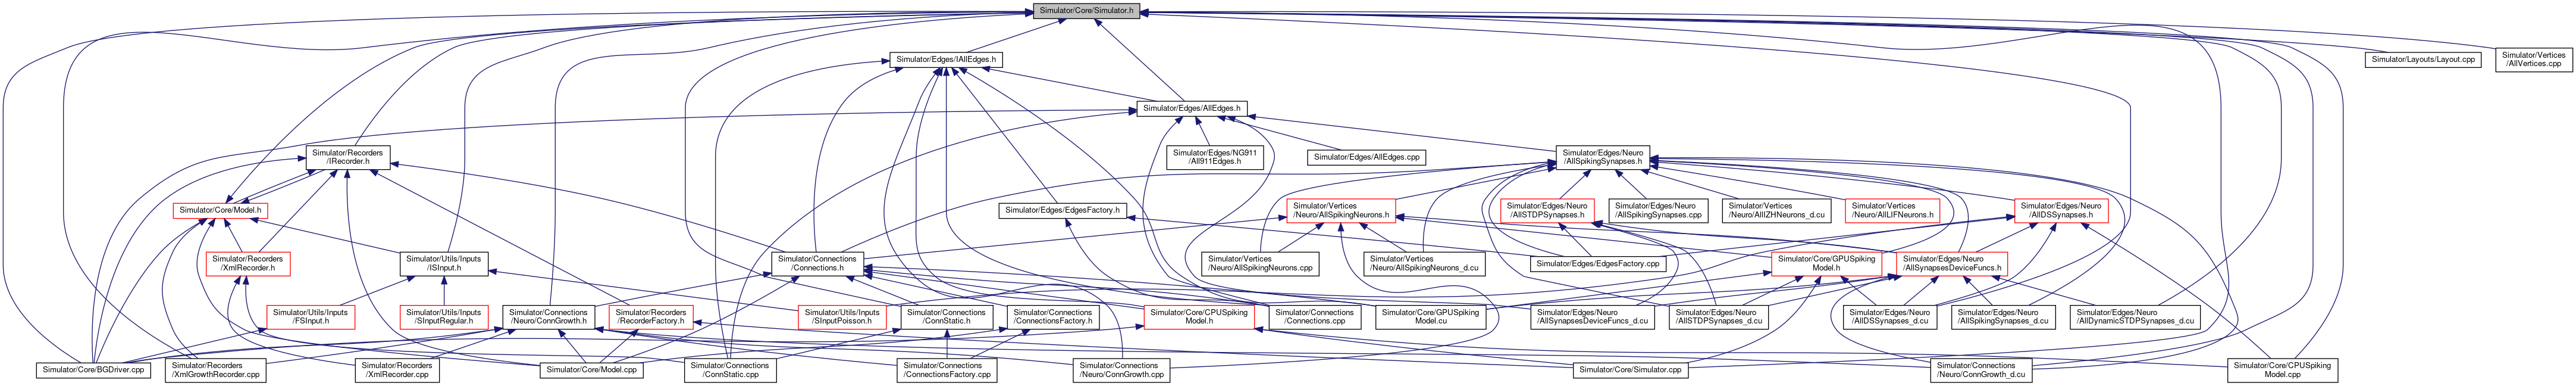 Simulator/Core/Simulator.h
Simulator/Edges/IAllEdges.h
Simulator/Layouts/Layout.cpp
Simulator/Vertices
/AllVertices.cpp
Simulator/Edges/AllEdges.h
Simulator/Recorders
/IRecorder.h
Simulator/Edges/NG911
/All911Edges.h
Simulator/Edges/AllEdges.cpp
Simulator/Edges/Neuro
/AllSpikingSynapses.h
Simulator/Core/Model.h
Simulator/Edges/EdgesFactory.h
Simulator/Vertices
/Neuro/AllSpikingNeurons.h
Simulator/Edges/Neuro
/AllSTDPSynapses.h
Simulator/Edges/Neuro
/AllSpikingSynapses.cpp
Simulator/Vertices
/Neuro/AllIZHNeurons_d.cu
Simulator/Vertices
/Neuro/AllLIFNeurons.h
Simulator/Edges/Neuro
/AllDSSynapses.h
Simulator/Recorders
/XmlRecorder.h
Simulator/Utils/Inputs
/ISInput.h
Simulator/Connections
/Connections.h
Simulator/Vertices
/Neuro/AllSpikingNeurons.cpp
Simulator/Vertices
/Neuro/AllSpikingNeurons_d.cu
Simulator/Edges/EdgesFactory.cpp
Simulator/Core/GPUSpiking
Model.h
Simulator/Edges/Neuro
/AllSynapsesDeviceFuncs.h
Simulator/Utils/Inputs
/FSInput.h
Simulator/Utils/Inputs
/SInputRegular.h
Simulator/Connections
/Neuro/ConnGrowth.h
Simulator/Recorders
/RecorderFactory.h
Simulator/Utils/Inputs
/SInputPoisson.h
Simulator/Connections
/ConnStatic.h
Simulator/Connections
/ConnectionsFactory.h
Simulator/Core/CPUSpiking
Model.h
Simulator/Connections
/Connections.cpp
Simulator/Core/GPUSpiking
Model.cu
Simulator/Edges/Neuro
/AllSynapsesDeviceFuncs_d.cu
Simulator/Edges/Neuro
/AllSTDPSynapses_d.cu
Simulator/Edges/Neuro
/AllDSSynapses_d.cu
Simulator/Edges/Neuro
/AllSpikingSynapses_d.cu
Simulator/Edges/Neuro
/AllDynamicSTDPSynapses_d.cu
Simulator/Core/BGDriver.cpp
Simulator/Recorders
/XmlGrowthRecorder.cpp
Simulator/Recorders
/XmlRecorder.cpp
Simulator/Core/Model.cpp
Simulator/Connections
/ConnStatic.cpp
Simulator/Connections
/ConnectionsFactory.cpp
Simulator/Connections
/Neuro/ConnGrowth.cpp
Simulator/Core/Simulator.cpp
Simulator/Connections
/Neuro/ConnGrowth_d.cu
Simulator/Core/CPUSpiking
Model.cpp